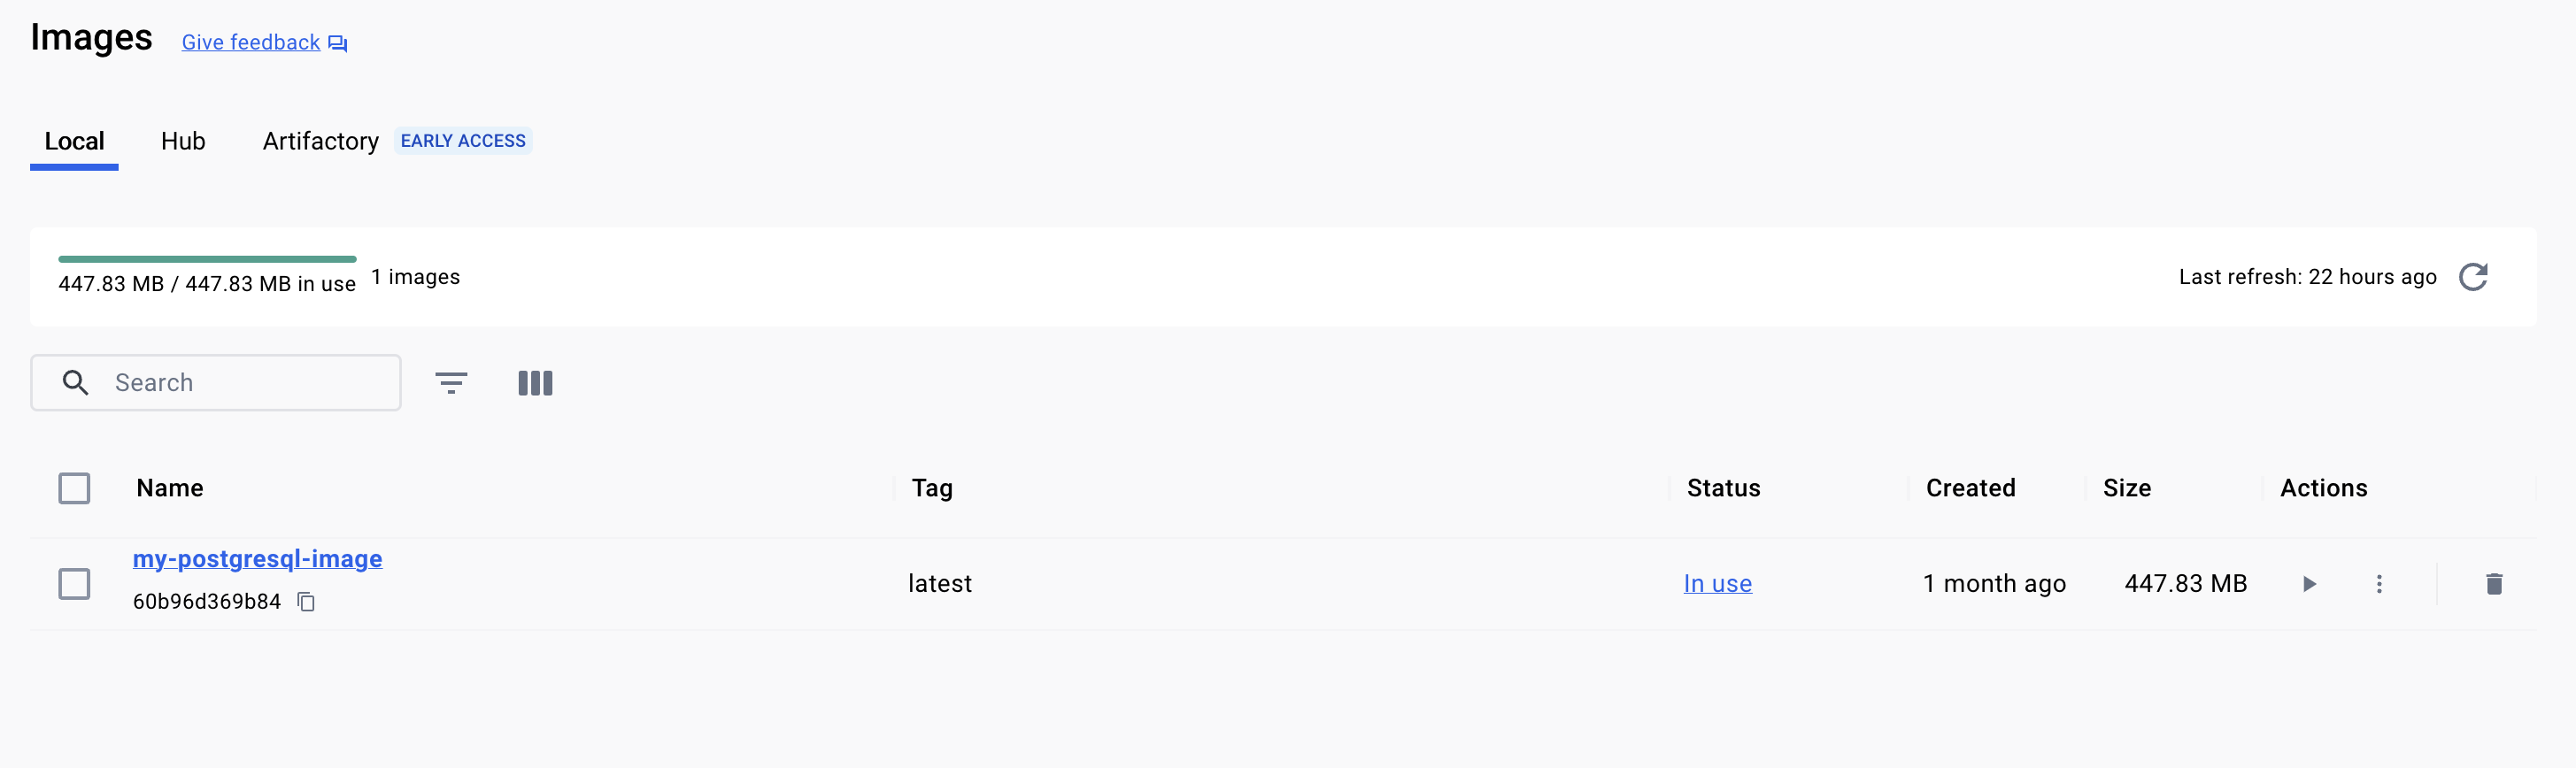 Images Give feedback
Local Hub Artifactory EARLY ACCESS
447.83 MB / 447.83 MB in use 1 images Last refresh: 22 hours ago
Search
Name Tag Status Created Size Actions
my-postgresql-image
60b96d369b84
latest In use 1 month ago 447.83 MB